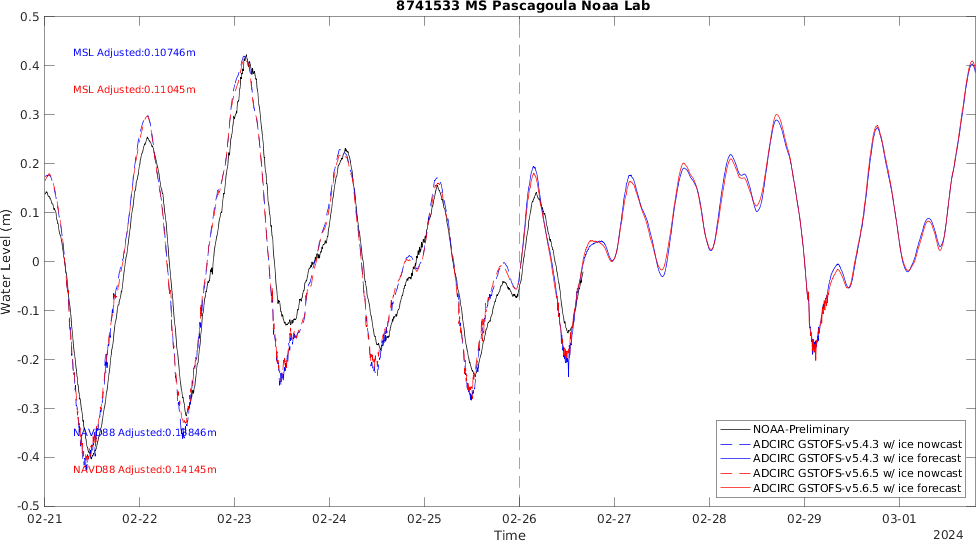 8741533 MS Pascagoula Noaa Lab
0.5
0.4
0.3
0.2
0.1
0
-0.1
-0.2
-0.3
-0.4
-0.5
Water Level (m)
MSL Adjusted:0.10746m
MSL Adjusted:0.11045m
NAVD88 Adjusted:0.13846m
NAVD88 Adjusted:0.14145m
NOAA-Preliminary
ADCIRC GSTOFS-v5.4.3 w/ ice nowcast
ADCIRC GSTOFS-v5.4.3 w/ ice forecast
ADCIRC GSTOFS-v5.6.5 w/ ice nowcast
ADCIRC GSTOFS-v5.6.5 w/ ice forecast
02-21 02-22 02-23 02-24 02-25 02-26 02-27 02-28 02-29 03-01
Time
2024